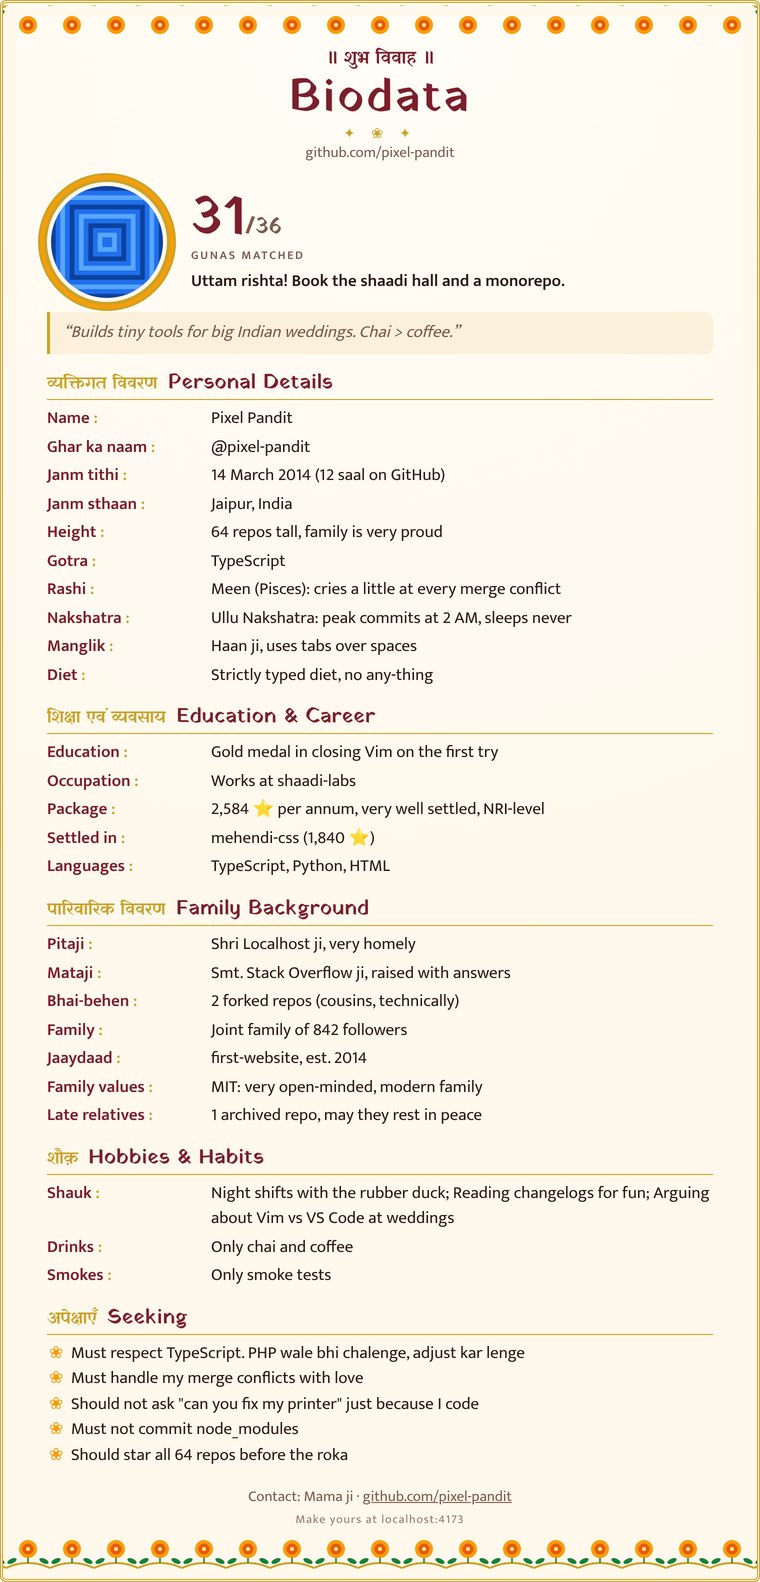 ॥ शुभ विवाह ॥
Biodata
github.com/pixel-pandit
31/36
GUNAS MATCHED
Uttam rishta! Book the shaadi hall and a monorepo.
“Builds tiny tools for big Indian weddings. Chai > coffee.”
व्यक्तिगत विवरण Personal Details
Name : Pixel Pandit
Ghar ka naam : @pixel-pandit
Janm tithi : 14 March 2014 (12 saal on GitHub)
Janm sthaan : Jaipur, India
Height : 64 repos tall, family is very proud
Gotra : TypeScript
Rashi : Meen (Pisces): cries a little at every merge conflict
Nakshatra : Ullu Nakshatra: peak commits at 2 AM, sleeps never
Manglik : Haan ji, uses tabs over spaces
Diet : Strictly typed diet, no any-thing
शिक्षा एवं व्यवसाय Education & Career
Education : Gold medal in closing Vim on the first try
Occupation : Works at shaadi-labs
Package : 2,584 ⭐ per annum, very well settled, NRI-level
Settled in : mehendi-css (1,840 ⭐)
Languages : TypeScript, Python, HTML
पारिवारिक विवरण Family Background
Pitaji : Shri Localhost ji, very homely
Mataji : Smt. Stack Overflow ji, raised with answers
Bhai-behen : 2 forked repos (cousins, technically)
Family : Joint family of 842 followers
Jaaydaad : first-website, est. 2014
Family values : MIT: very open-minded, modern family
Late relatives : 1 archived repo, may they rest in peace
शौक़ Hobbies & Habits
Shauk : Night shifts with the rubber duck; Reading changelogs for fun; Arguing
about Vim vs VS Code at weddings
Drinks : Only chai and coffee
Smokes : Only smoke tests
अपेक्षाएँ Seeking
❀ Must respect TypeScript. PHP wale bhi chalenge, adjust kar lenge
❀ Must handle my merge conflicts with love
❀ Should not ask "can you fix my printer" just because I code
❀ Must not commit node_modules
❀ Should star all 64 repos before the roka
Contact: Mama ji · github.com/pixel-pandit
Make yours at localhost:4173